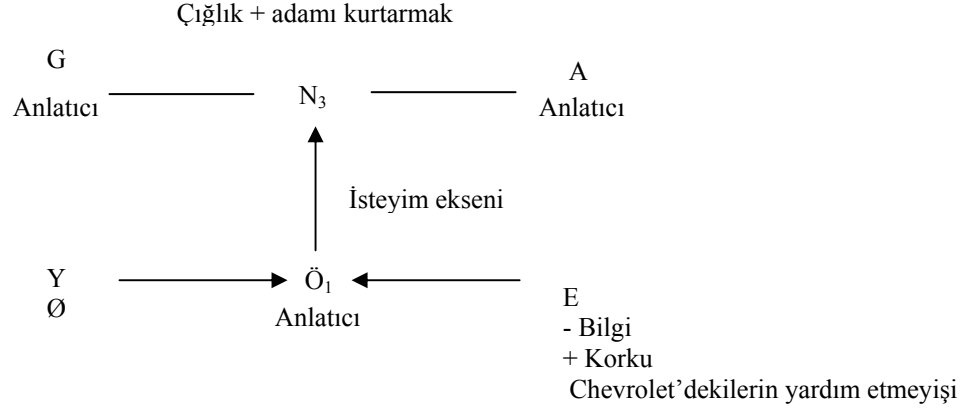 Çığlık + adamı kurtarmak
G
A
Anlatıcı
N₃
Anlatıcı
İsteyim ekseni
Y
Ö₁
Ø
Anlatıcı
E
- Bilgi
+ Korku
Chevrolet’dekilerin yardım etmeyişi